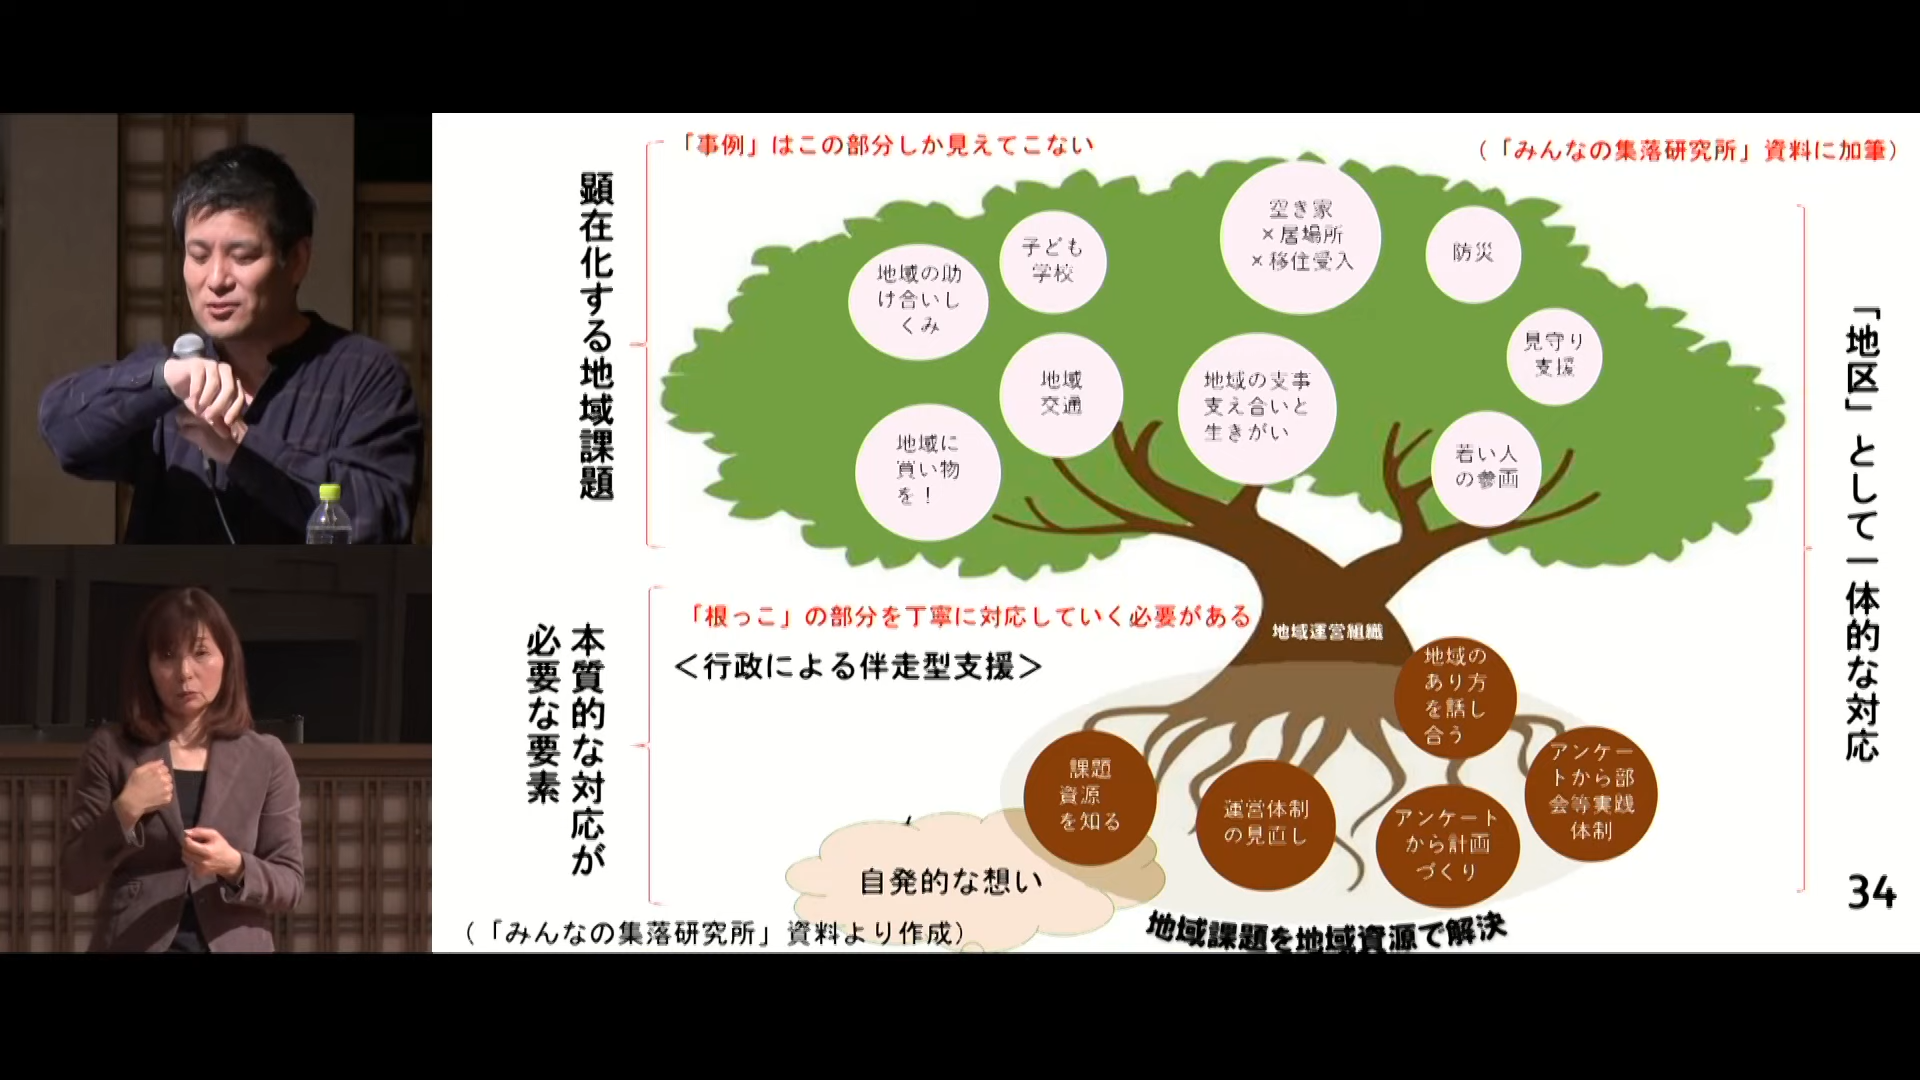 「事例」はこの部分しか見えてこない
（「みんなの集落研究所」資料に加筆）
顕在化する地域課題
地域の助
け合いし
くみ
子ども
学校
空き家
×居場所
×移住受入
防災
見守り
支援
地域
交通
地域の支事
支え合いと
生きがい
地域に
買い物
を！
若い人
の参画
「地区」として一体的な対応
本質的な対応が
必要な要素
「根っこ」の部分を丁寧に対応していく必要がある
＜行政による伴走型支援＞
地域運営組織
地域の
あり方
を話し
合う
課題
資源
を知る
運営体制
の見直し
アンケート
から計画
づくり
アンケー
トから部
会等実践
体制
自発的な想い
（「みんなの集落研究所」資料より作成）
地域課題を地域資源で解決
34